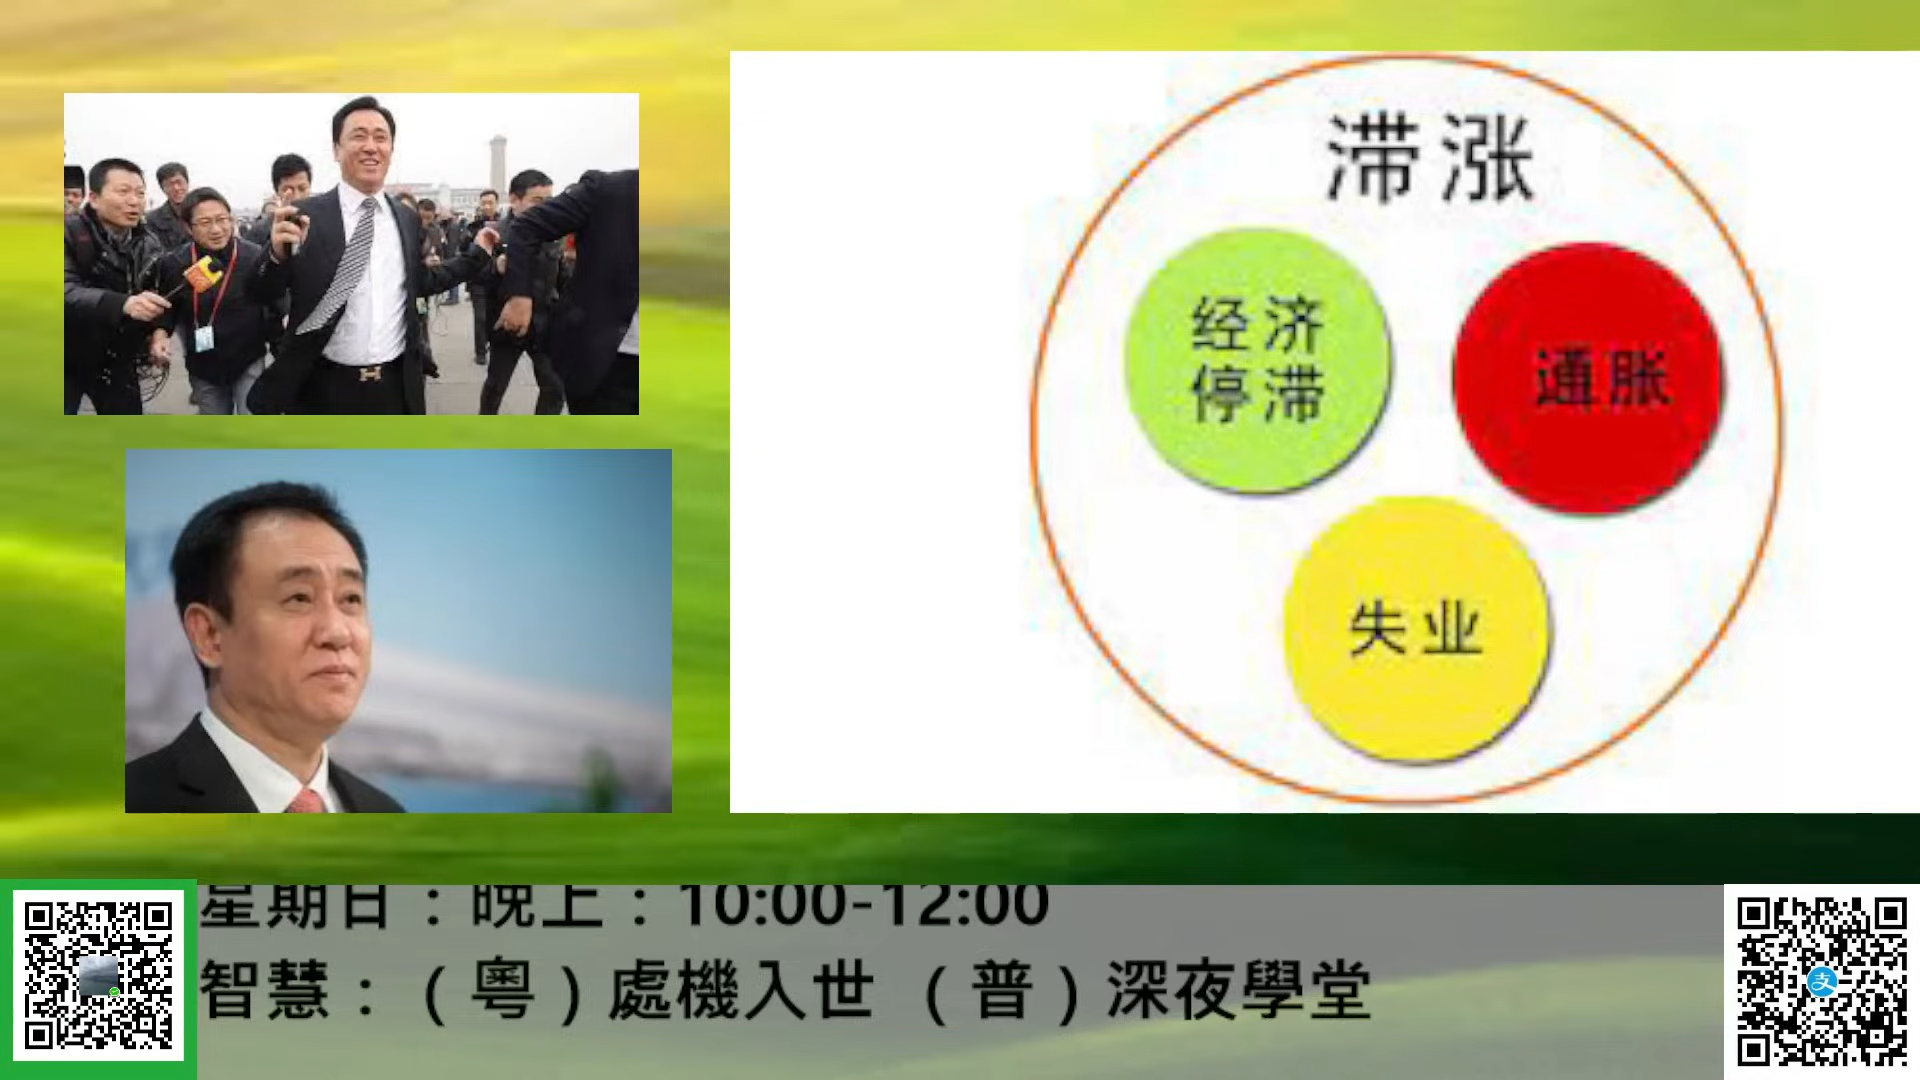 滞涨
经济
停滞
通胀
失业
星期日：晚上：10:00-12:00
智慧：（粵）處機入世 （普）深夜學堂
支